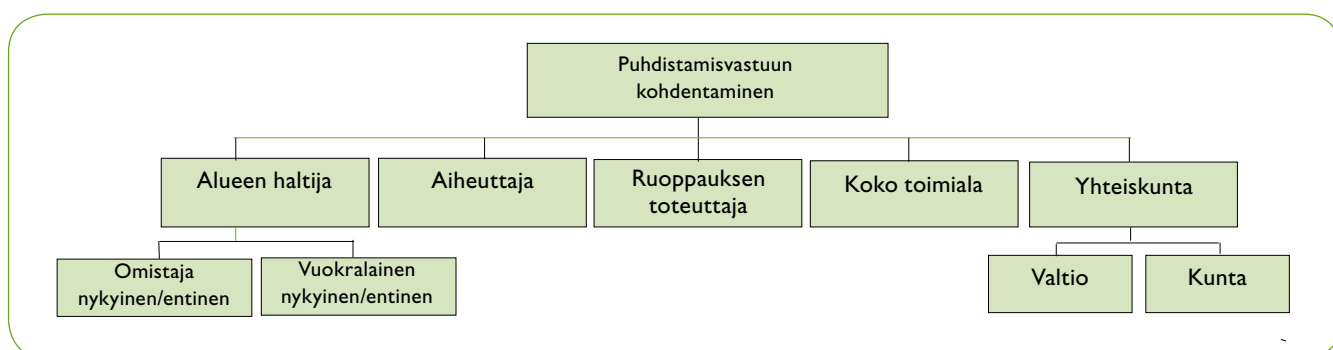 Puhdistamisvastuun
kohdentaminen
Alueen haltija
Aiheuttaja
Ruoppauksen
toteuttaja
Koko toimiala
Yhteiskunta
Omistaja
nykyinen/entinen
Vuokralainen
nykyinen/entinen
Valtio
Kunta